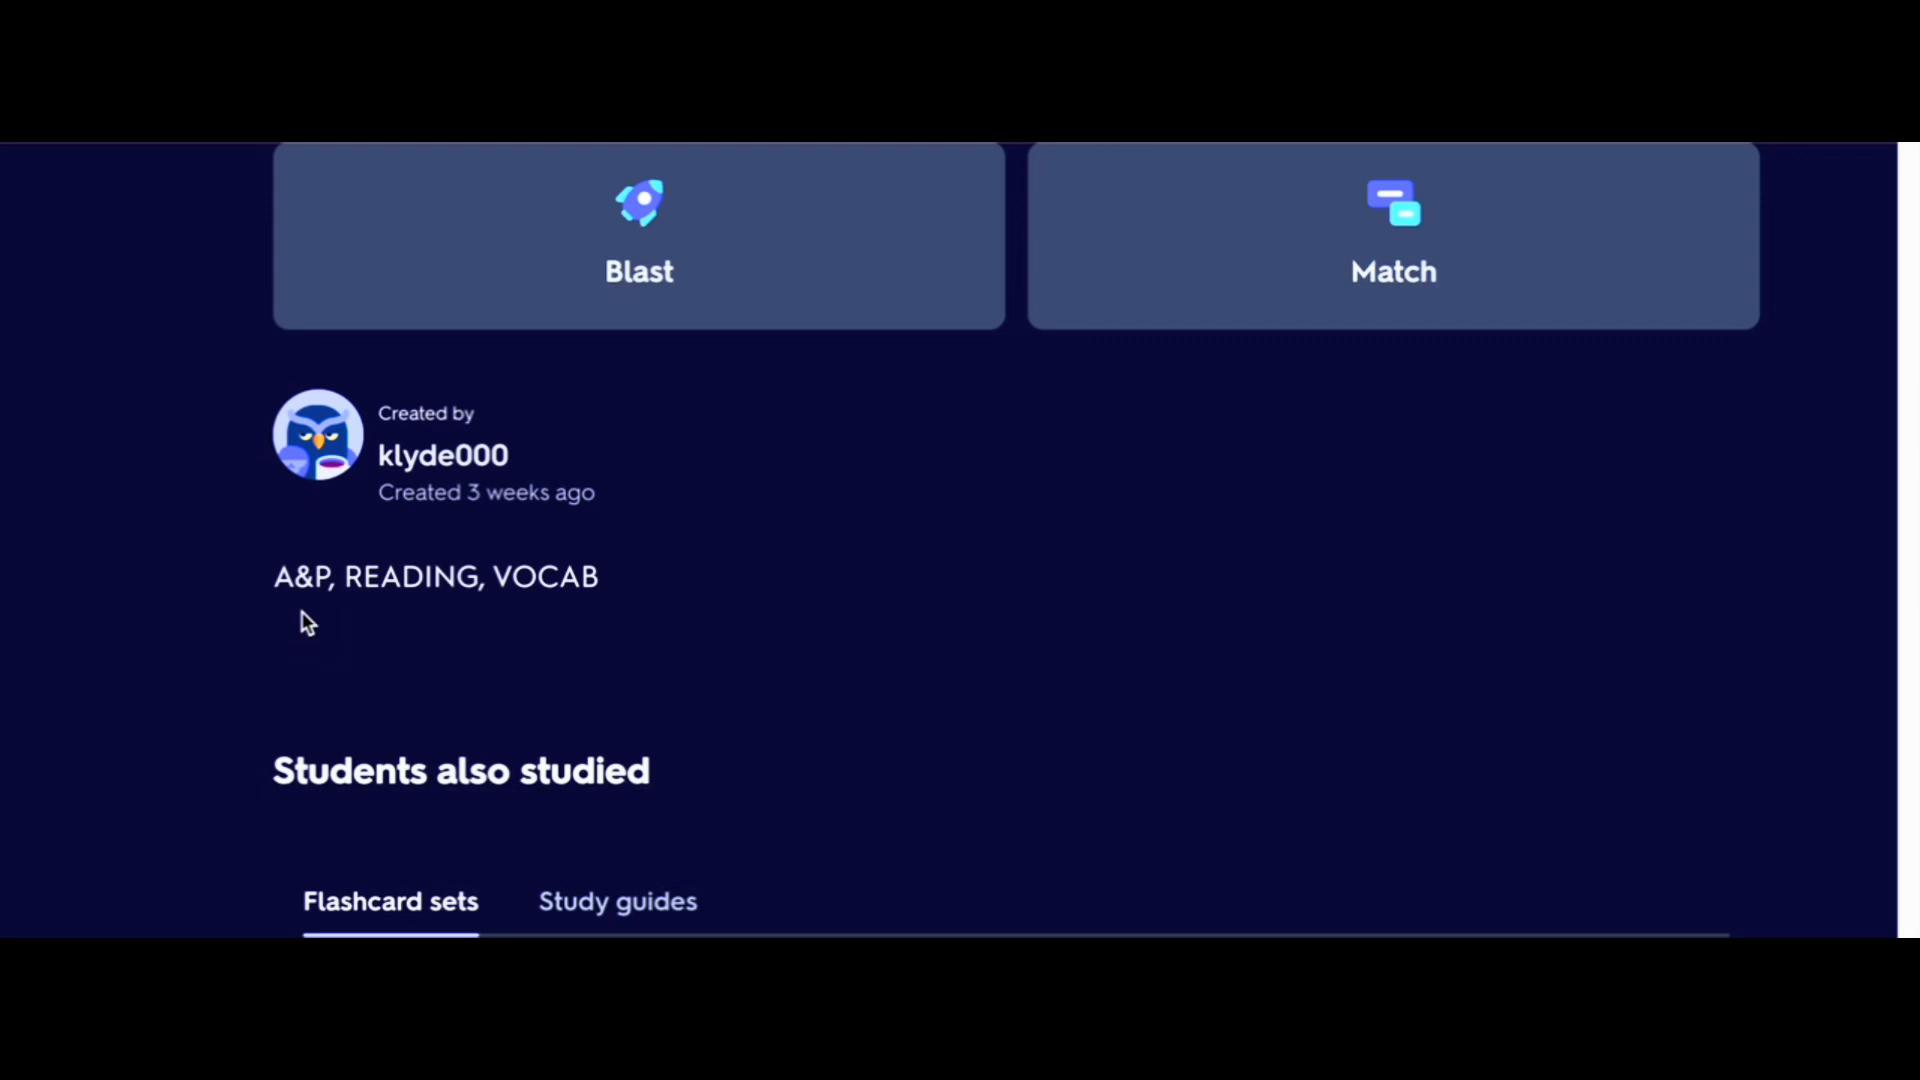 Blast
Match
Created by
klyde000
Created 3 weeks ago
A&P, READING, VOCAB
Students also studied
Flashcard sets
Study guides